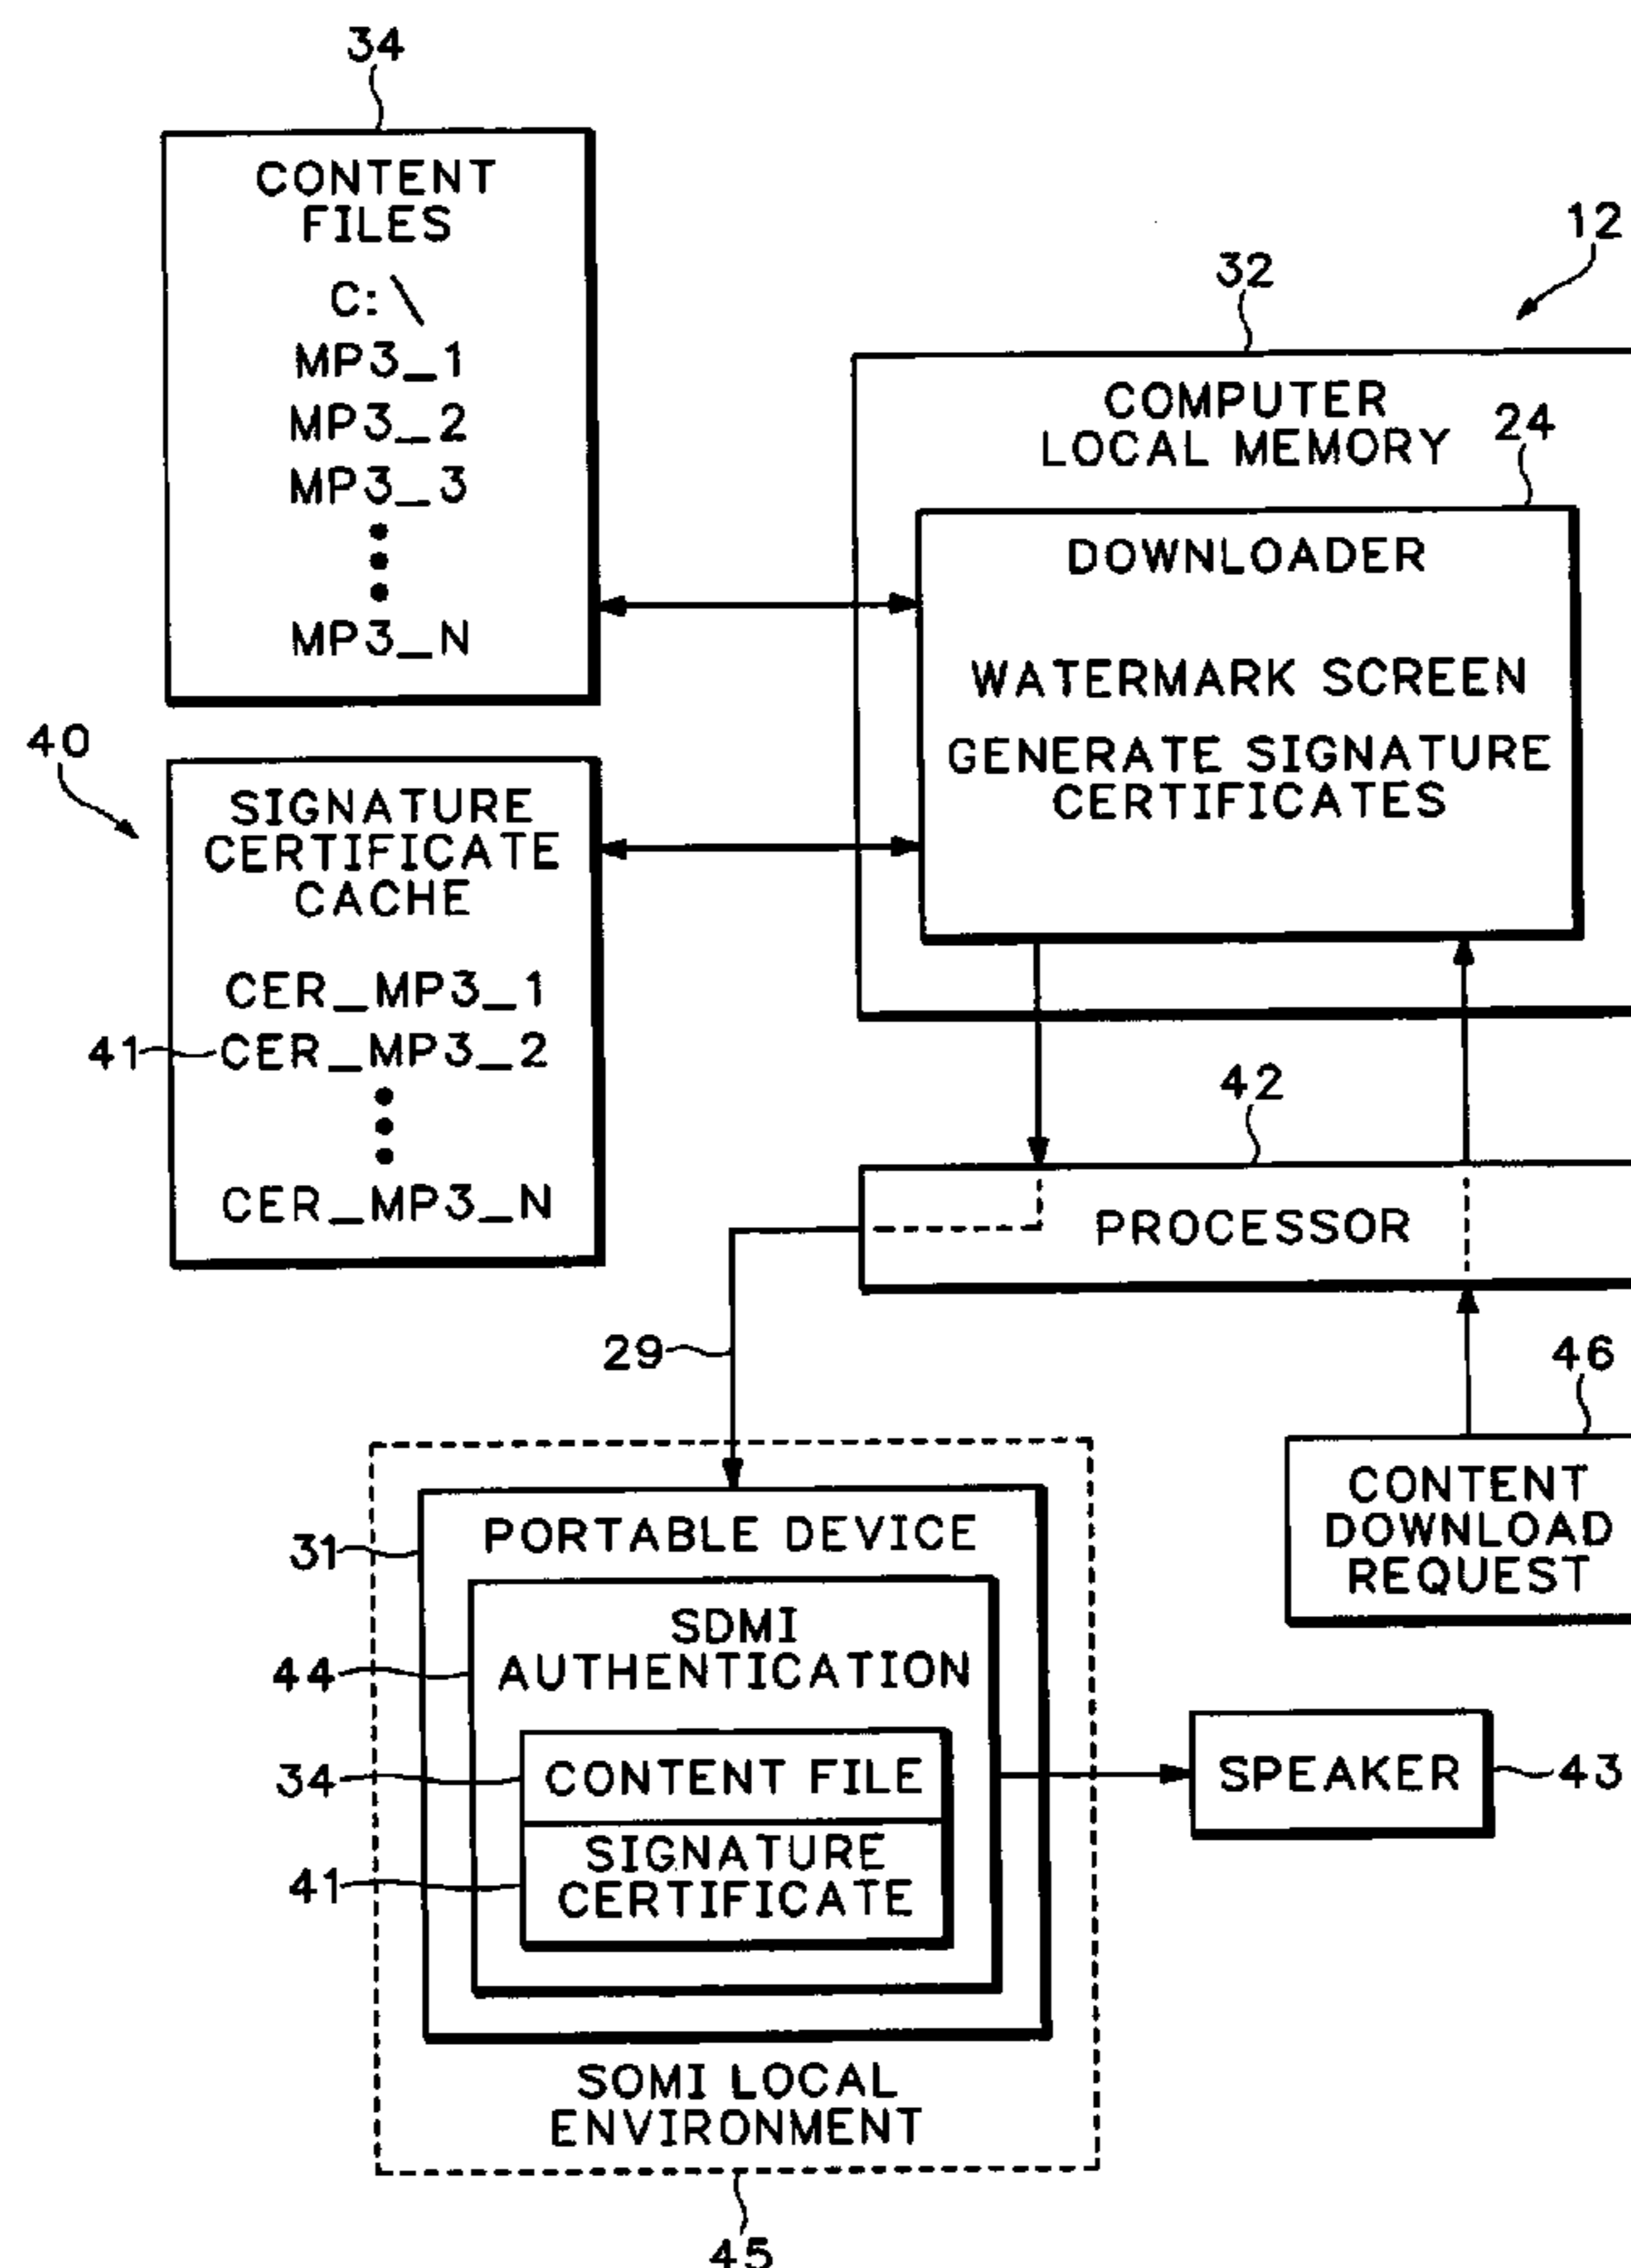 34
CONTENT
FILES
C:\
MP3_1
MP3_2
MP3_3
MP3_N
12
32
COMPUTER
LOCAL MEMORY
24
DOWNLOADER
WATERMARK SCREEN
GENERATE SIGNATURE
CERTIFICATES
40
SIGNATURE
CERTIFICATE
CACHE
CER_MP3_1
41
CER_MP3_2
CER_MP3_N
42
PROCESSOR
29
46
CONTENT
DOWNLOAD
REQUEST
31
PORTABLE DEVICE
44
SDMI
AUTHENTICATION
34
CONTENT FILE
41
SIGNATURE
CERTIFICATE
SPEAKER
43
SOMI LOCAL
ENVIRONMENT
45